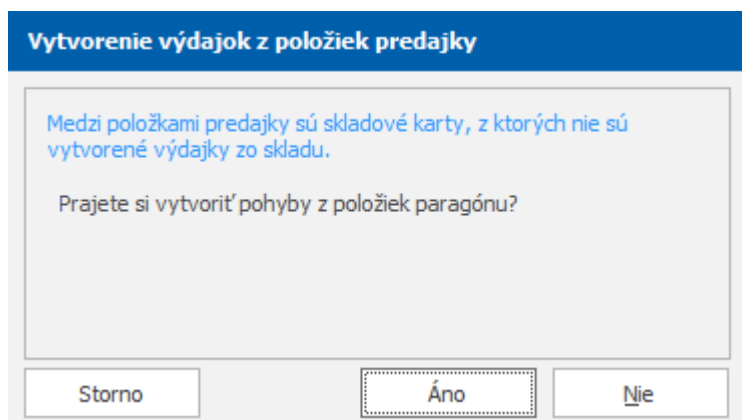 Vytvorenie výdajok z položiek predajky
Medzi položkami predajky sú skladové karty, z ktorých nie sú
vytvorené výdajky zo skladu.
Prajete si vytvoriť pohyby z položiek paragónu?
Storno
Áno
Nie